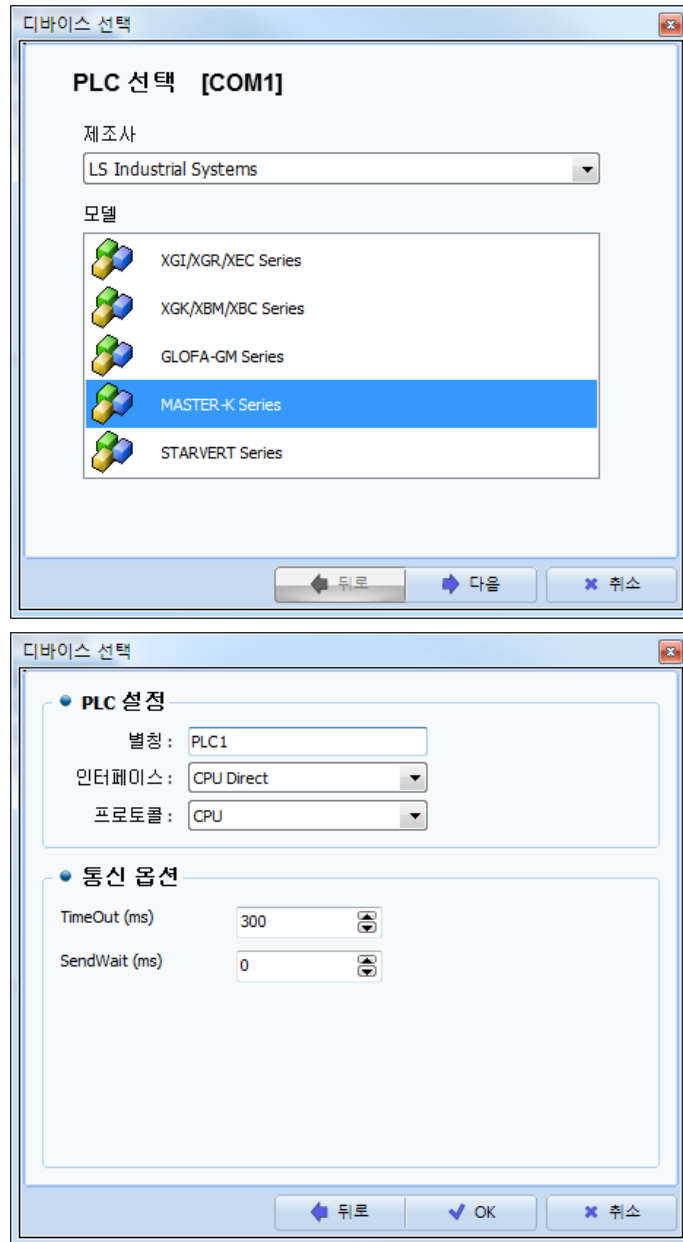 디바이스 선택
PLC 선택 [COM1]
제조사
LS Industrial Systems
모델
XGI/XGR/XEC Series
XGK/XBM/XBC Series
GLOFA-GM Series
MASTER-K Series
STARVERT Series
뒤로 다음 취소
디바이스 선택
PLC 설정
별칭 : PLC1
인터페이스 : CPU Direct
프로토콜 : CPU
통신 옵션
TimeOut (ms) 300
SendWait (ms) 0
뒤로 OK 취소